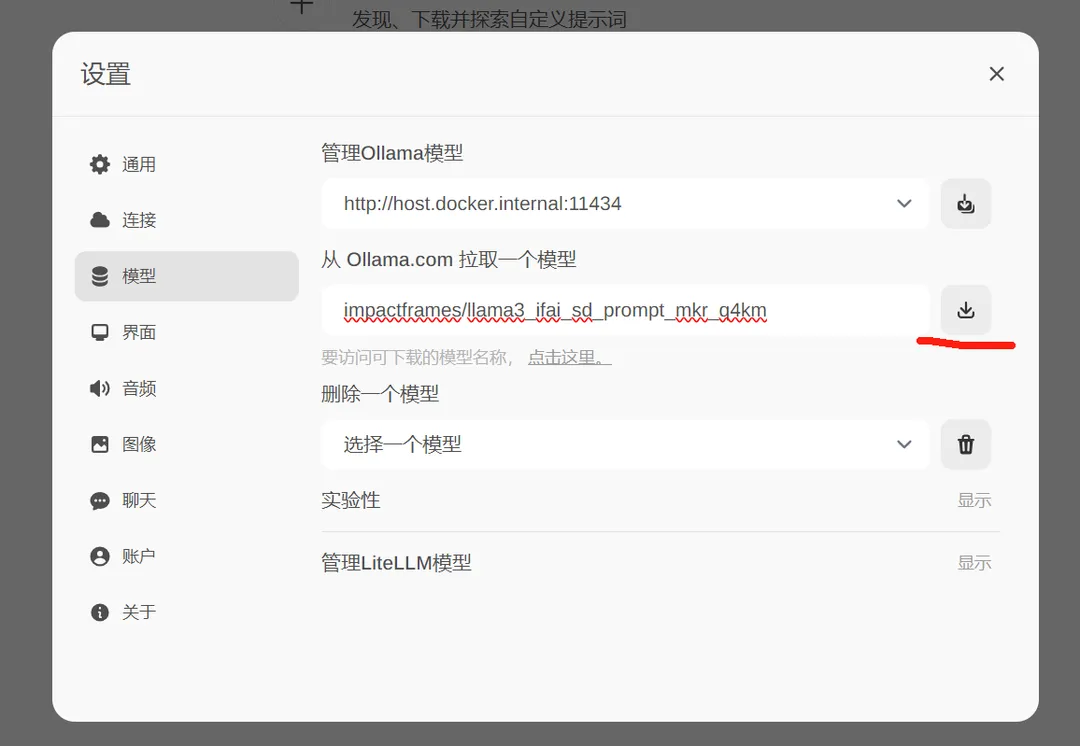 发现、下载并探索自定义提示词
设置
通用
连接
模型
界面
音频
图像
聊天
账户
关于
管理Ollama模型
http://host.docker.internal:11434
从 Ollama.com 拉取一个模型
impactframes/llama3_ifai_sd_prompt_mkr_q4km
要访问可下载的模型名称， 点击这里。
删除一个模型
选择一个模型
实验性 显示
管理LiteLLM模型 显示